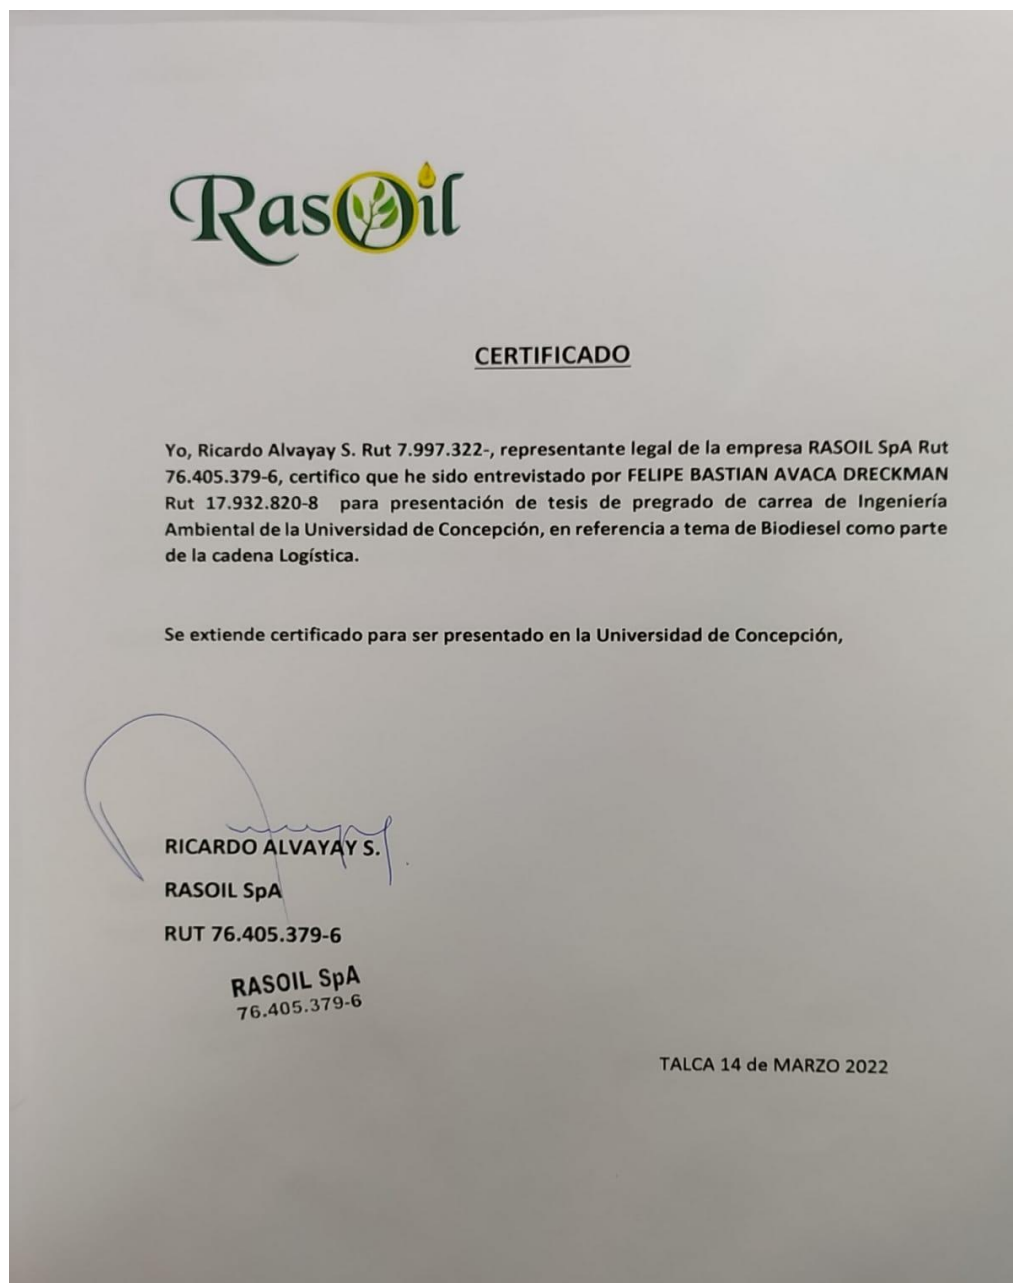 RasOil
CERTIFICADO
Yo, Ricardo Alvayay S. Rut 7.997.322-, representante legal de la empresa RASOIL SpA Rut
76.405.379-6, certifico que he sido entrevistado por FELIPE BASTIAN AVACA DRECKMAN
Rut 17.932.820-8 para presentación de tesis de pregrado de carrea de Ingeniería
Ambiental de la Universidad de Concepción, en referencia a tema de Biodiesel como parte
de la cadena Logística.
Se extiende certificado para ser presentado en la Universidad de Concepción,
RICARDO ALVAYAY S.
RASOIL SpA
RUT 76.405.379-6
RASOIL SpA
76.405.379-6
TALCA 14 de MARZO 2022